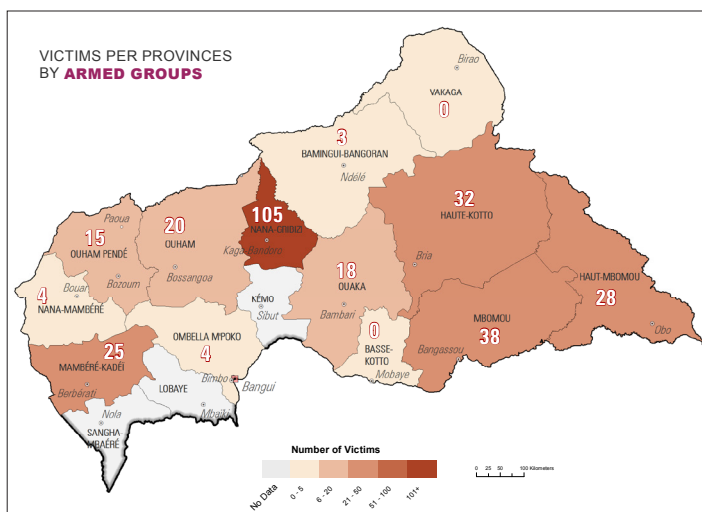 VICTIMS PER PROVINCES
BY ARMED GROUPS
Birao
VAKAGA
0
3
BAMINGUI-BANGORAN
Ndélé
32
HAUTE-KOTTO
Bria
105
NANA-GRIBIZI
Kaga-Bandoro
20
OUHAM
Bossangoa
Paoua
15
OUHAM PENDÉ
Bozoum
Bouar
4
NANA-MAMBÉRÉ
18
OUAKA
Bambari
KÉMO
Sibut
HAUT-MBOMOU
28
Obo
MBOMOU
38
Bangassou
0
BASSE-
KOTTO
Mobaye
OMBELLA M'POKO
4
Bimbo
Bangui
25
MAMBÉRÉ-KADÉÏ
Berbérati
LOBAYE
Mbaïki
Nola
SANGHA
MBAÉRÉ
Number of Victims
No Data
0 - 5
6 - 20
21 - 50
51 - 100
101+
0 25 50 100 Kilometers